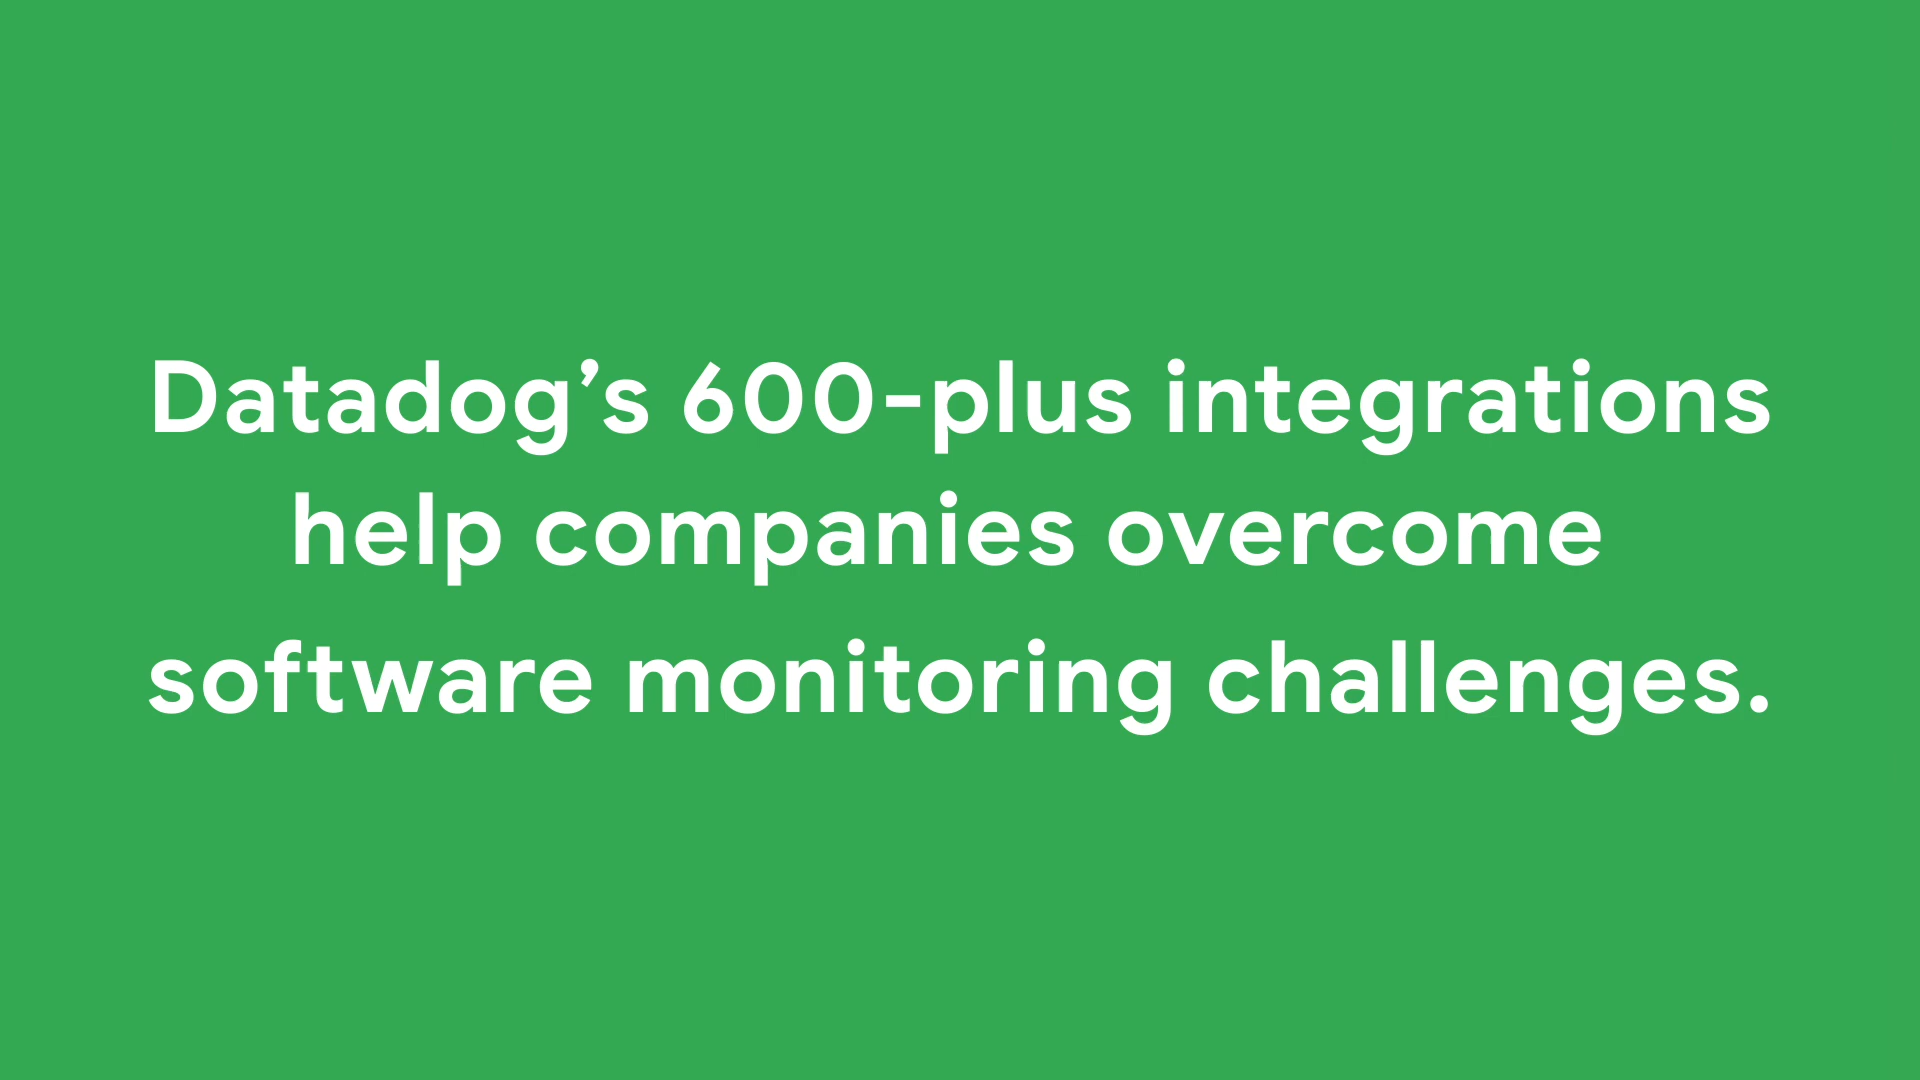 Datadog’s 600-plus integrations
help companies overcome
software monitoring challenges.